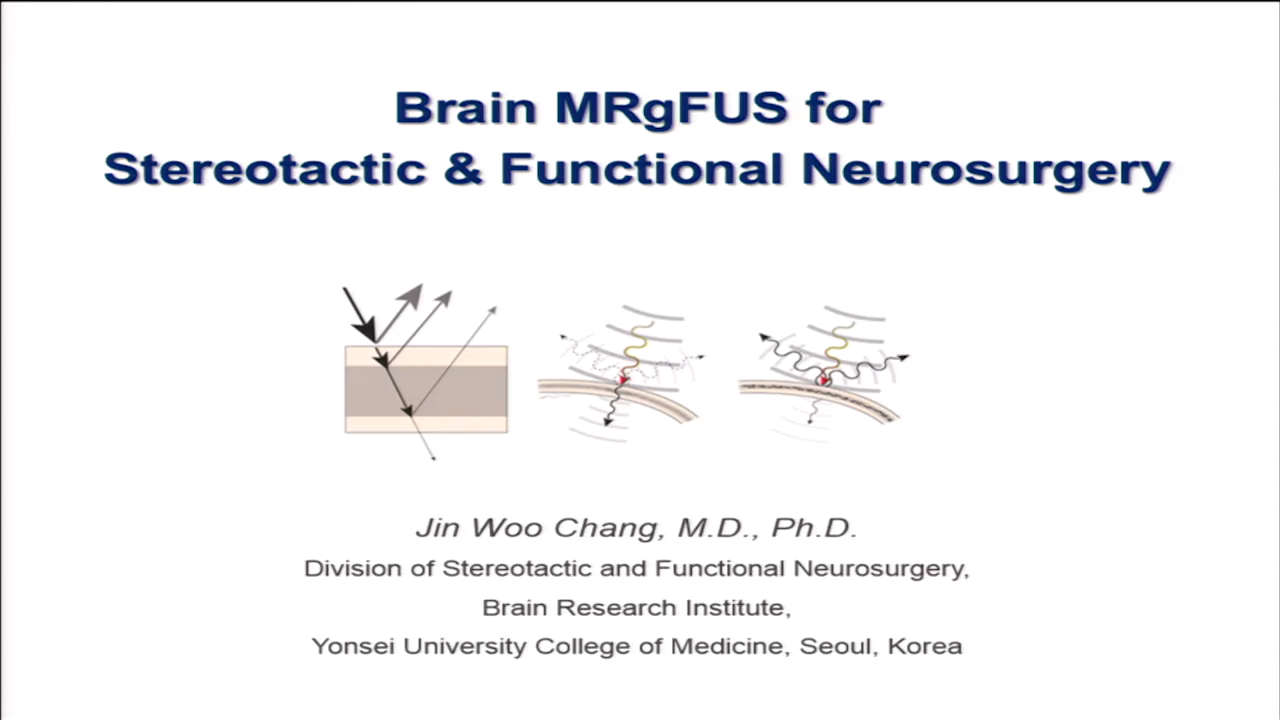 Brain MRgFUS for
Stereotactic & Functional Neurosurgery
Jin Woo Chang, M.D., Ph.D.
Division of Stereotactic and Functional Neurosurgery,
Brain Research Institute,
Yonsei University College of Medicine, Seoul, Korea